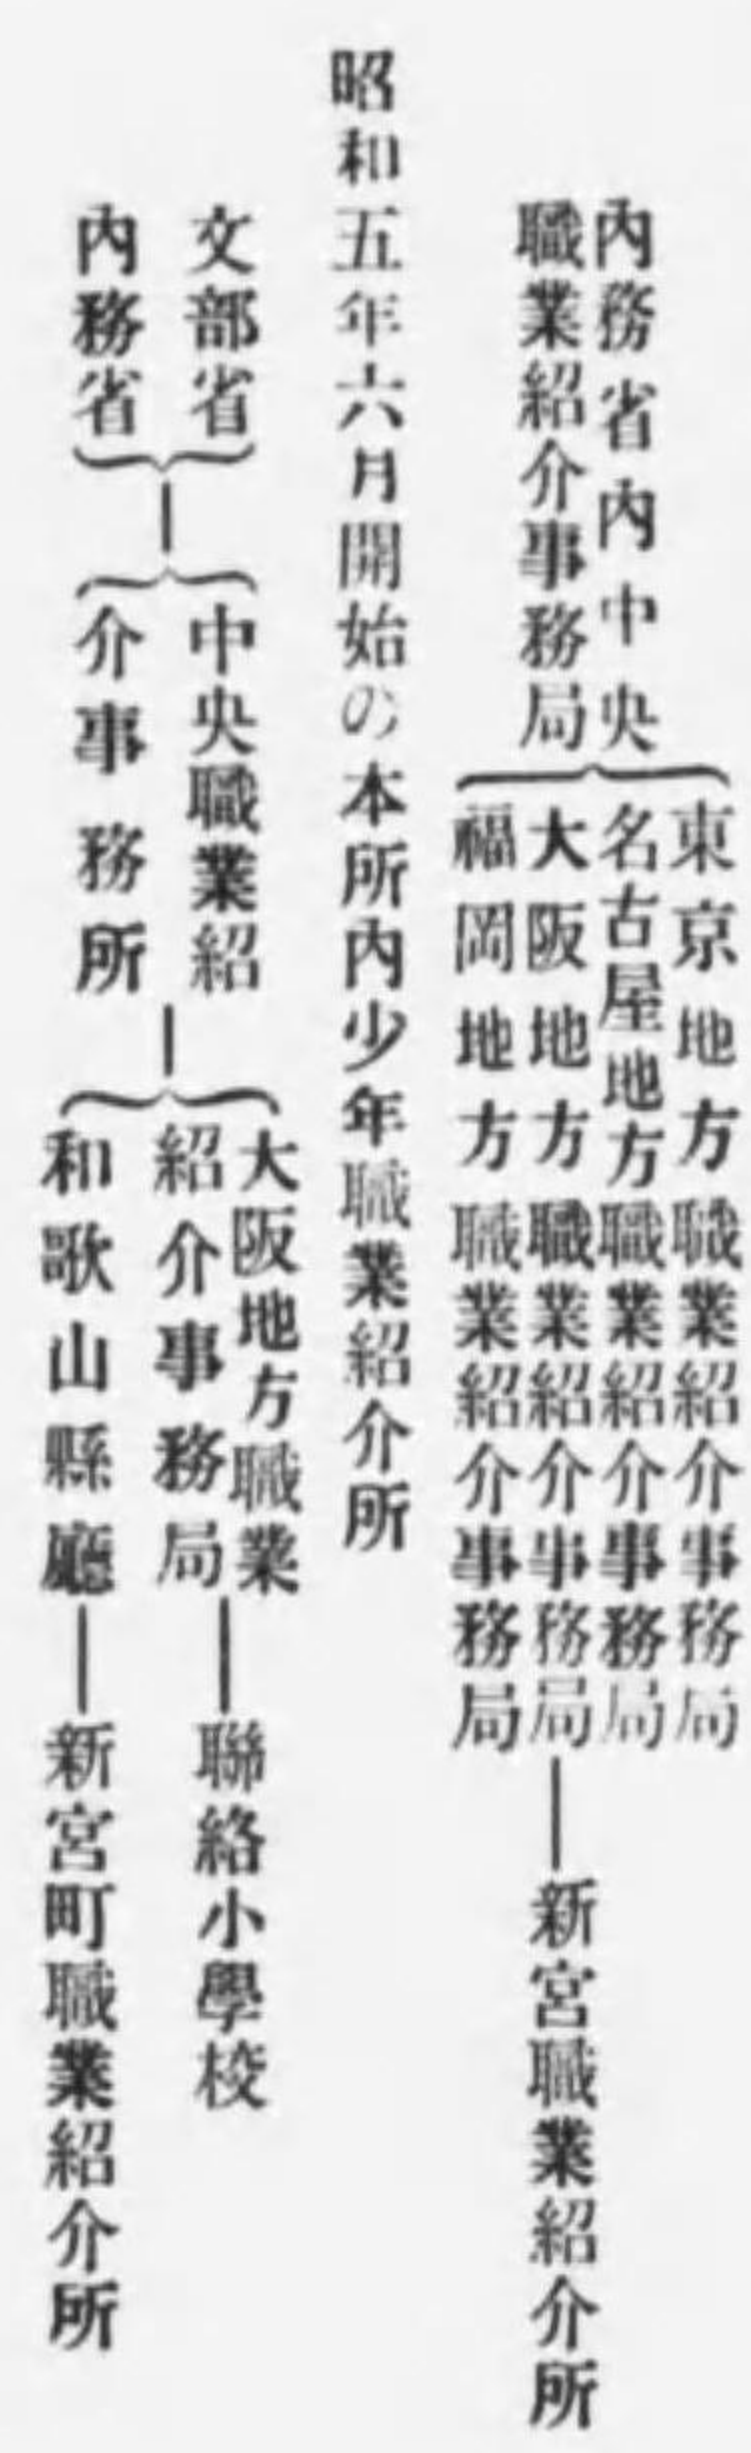 內務省內中央
職業紹介事務局
東京地方職業紹介事務局
名古屋地方職業紹介事務局
大阪地方職業紹介事務局
福岡地方職業紹介事務局
新宮職業紹介所
昭和五年六月開始の本所內少年職業紹介所
文部省
內務省
中央職業紹
介事務所
大阪地方職業
紹介事務局
和歌山縣廳
聯絡小學校
新宮町職業紹介所